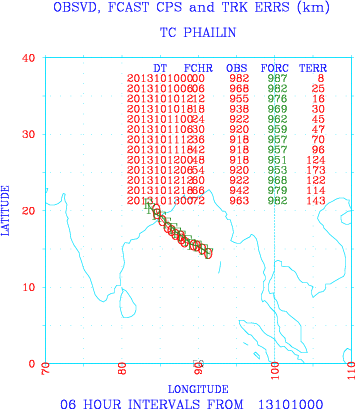 OBSVD, FCAST CPS and TRK ERRS (km)
TC PHAILIN
DT FCHR OBS FORC TERR
2013101000 00 982 987 8
2013101006 06 968 982 25
2013101012 12 955 976 16
2013101018 18 938 969 30
2013101100 24 922 962 45
2013101106 30 920 959 47
2013101112 36 918 957 70
2013101118 42 918 957 96
2013101200 48 918 951 124
2013101206 54 920 953 173
2013101212 60 922 968 122
2013101218 66 942 979 114
2013101300 72 963 982 143
40
30
20
10
0
LATITUDE
70 80 90 100 110
LONGITUDE
06 HOUR INTERVALS FROM 13101000